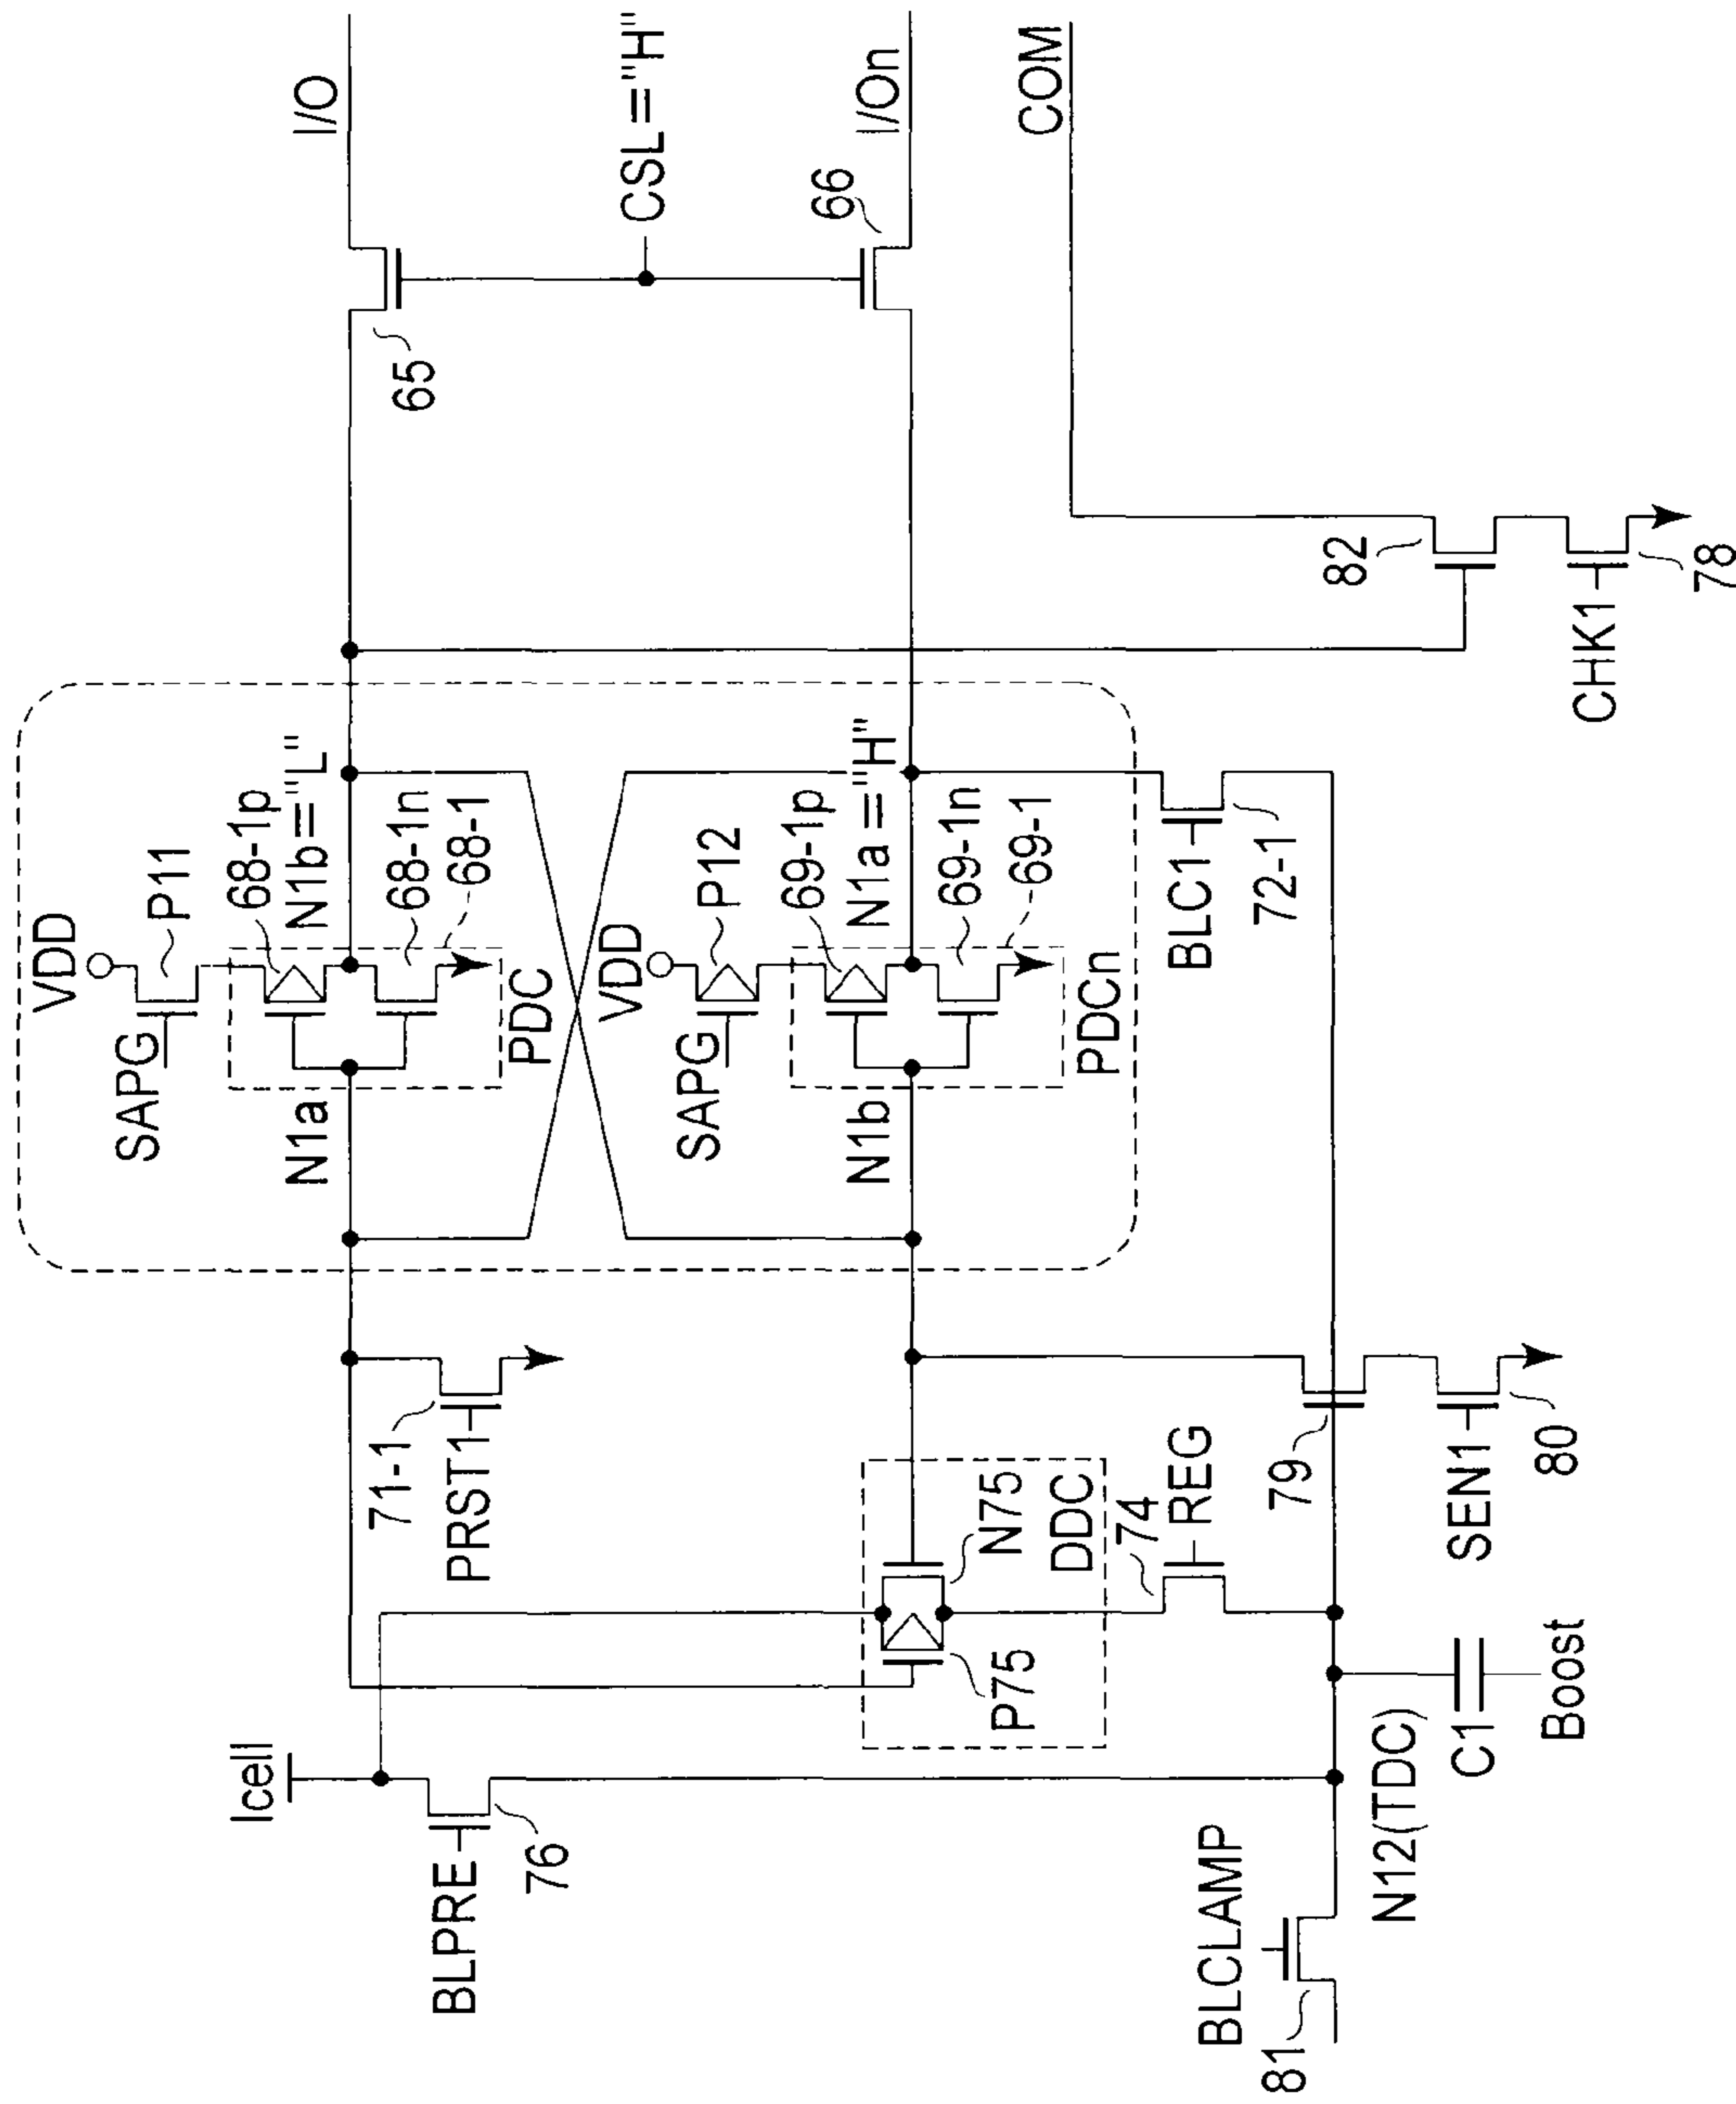 I/O
CSL="H"
I/On
COM
65
66
82
78
CHK1
VDD
P11
SAPG
68-1p
N1b="L"
68-1n
68-1
N1a
PDC
VDD
P12
SAPG
69-1p
N1a="H"
69-1n
69-1
N1b
PDCn
BLC1
72-1
71-1
PRST1
N75
DDC
P75
74
REG
79
SEN1
80
Icell
BLPRE
76
BLCLAMP
81
N12(TDC)
C1
Boost